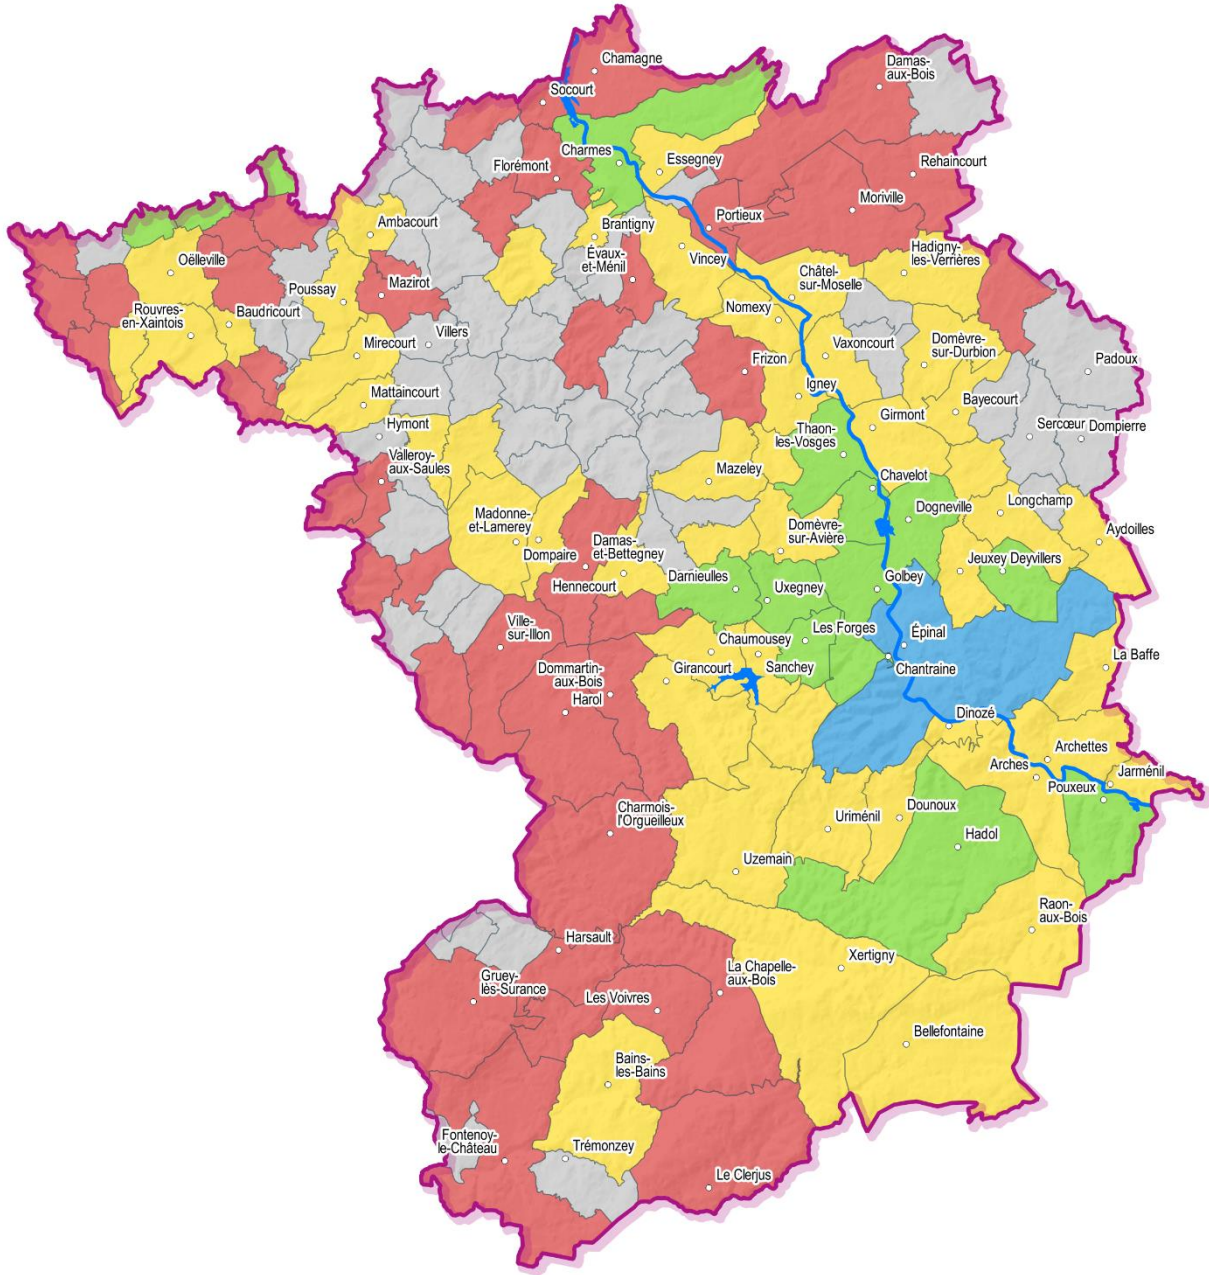 Chamagne
Damas-
aux-Bois
Socourt
Charmes
Essegney
Rehaincourt
Florémont
Moriville
Portieux
Ambacourt
Brantigny
Évaux-
et-Ménil
Vincey
Hadigny-
les-Verrières
Oëlleville
Châtel-
sur-Moselle
Poussay
Mazirot
Rouvres-
en-Xaintois
Baudricourt
Nomexy
Villers
Mirecourt
Vaxoncourt
Domèvre-
sur-Durbion
Padoux
Frizon
Mattaincourt
Igney
Bayecourt
Girmont
Hymont
Thaon-
les-Vosges
Sercœur
Dompierre
Valleroy-
aux-Saules
Mazeley
Chavelot
Madonne-
et-Lamerey
Dogneville
Longchamp
Domèvre-
sur-Avière
Aydoilles
Dompaire
Damas-
et-Bettegney
Jeuxey
Deyvillers
Hennecourt
Darnieulles
Uxegney
Golbey
Ville-
sur-Illon
Chaumousey
Les Forges
Épinal
La Baffe
Dommartin-
aux-Bois
Girancourt
Sanchey
Chantraine
Harol
Dinozé
Archettes
Arches
Jarménil
Pouxeux
Charmois-
l'Orgueilleux
Uriménil
Dounoux
Hadol
Uzemain
Raon-
aux-Bois
Harsault
Xertigny
La Chapelle-
aux-Bois
Gruey-
lès-Surance
Les Voivres
Bellefontaine
Bains-
les-Bains
Fontenoy-
le-Château
Trémonzey
Le Clerjus